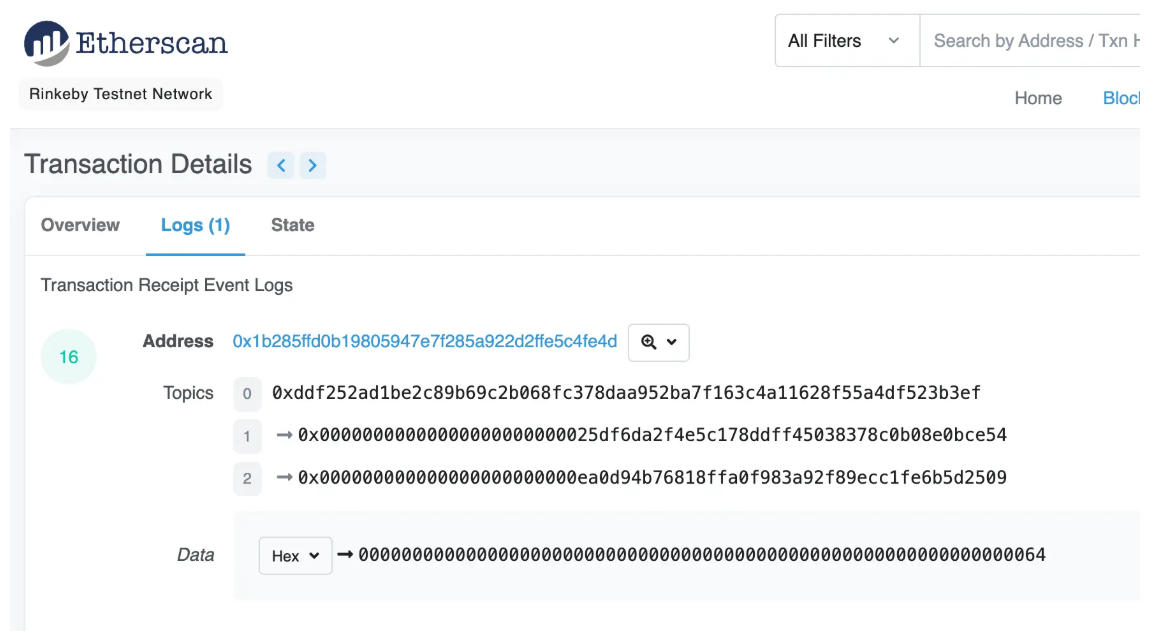 Etherscan
All Filters
Search by Address / Txn H
Rinkeby Testnet Network
Home
Bloc
Transaction Details
Overview
Logs (1)
State
Transaction Receipt Event Logs
16
Address 0x1b285ffd0b19805947e7f285a922d2ffe5c4fe4d
Topics 0 0xddf252ad1be2c89b69c2b068fc378daa952ba7f163c4a11628f55a4df523b3ef
1 → 0x00000000000000000000000025df6da2f4e5c178ddff45038378c0b08e0bce54
2 → 0x000000000000000000000000ea0d94b76818ffa0f983a92f89ecc1fe6b5d2509
Data Hex → 0000000000000000000000000000000000000000000000000000000000000064